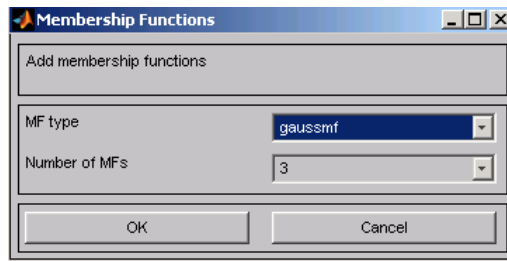 Membership Functions
Add membership functions
MF type
gaussmf
Number of MFs
3
OK
Cancel